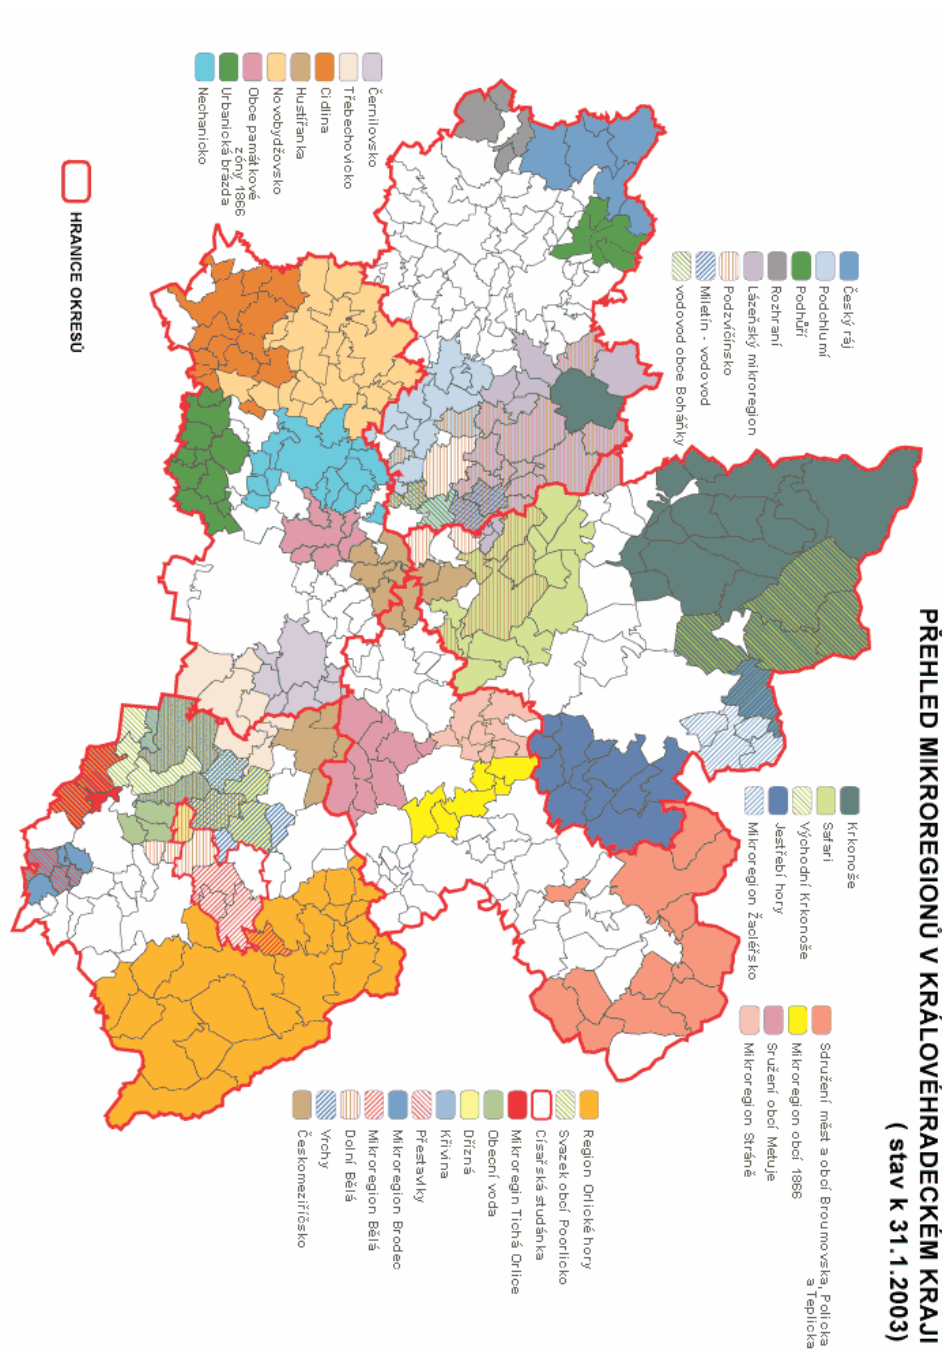 PŘEHLED MIKROREGIONŮ V KRÁLOVÉHRADECKÉM KRAJI
( stav k 31.1.2003)
Český ráj
Podchlumí
Podhůří
Rozhraní
Lázeňský mikroregion
Podzvičinsko
Miletín - vodovod
vodovod obce Boháňky
Krkonoše
Safari
Východní Krkonoše
Jestřebí hory
Mikroregion Žacléřsko
Sdružení měst a obcí Broumovska, Policka
a Teplicka
Mikroregion obcí 1866
Sružení obcí Metuje
Mikroregion Stráně
Černilovsko
Třebechovicko
Cidlina
Hustířanka
Novobydžovsko
Obce památkové
zóny 1866
Urbanická brázda
Nechanicko
HRANICE OKRESŮ
Region Orlické hory
Svazek obcí Poorlicko
Císařská studánka
Mikroregin Tichá Orlice
Obecní voda
Dřízná
Křivina
Přestavlky
Mikroregion Brodec
Mikroregion Bělá
Dolní Bělá
Vrchy
Českomeziříčsko